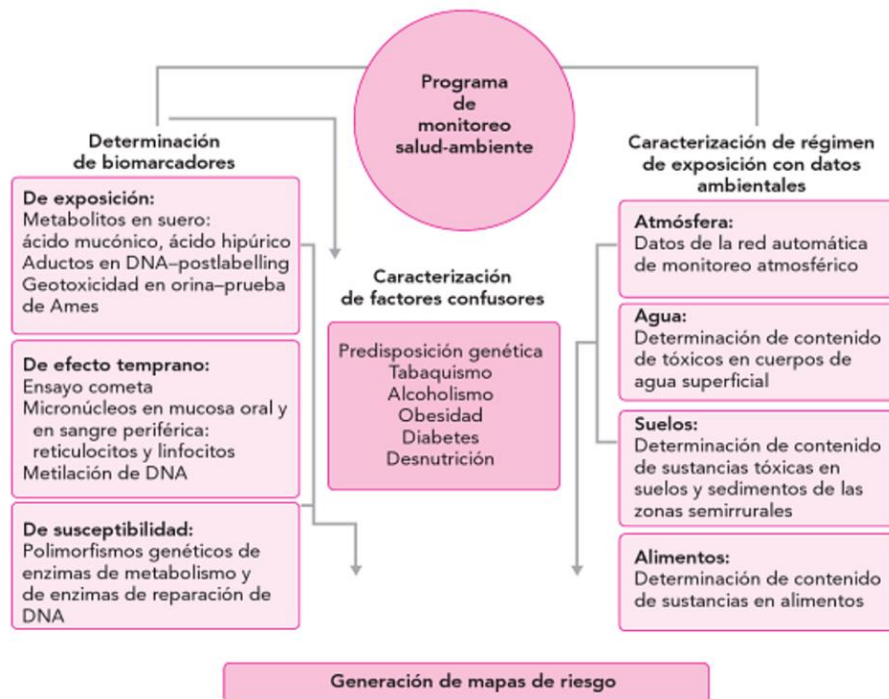 Programa
de
monitoreo
salud-ambiente
Determinación
de biomarcadores
De exposición:
Metabolitos en suero:
ácido mucónico, ácido hipúrico
Aductos en DNA–postlabelling
Geotoxicidad en orina–prueba
de Ames
De efecto temprano:
Ensayo cometa
Micronúcleos en mucosa oral y
en sangre periférica:
reticulocitos y linfocitos
Metilación de DNA
De susceptibilidad:
Polimorfismos genéticos de
enzimas de metabolismo y
de enzimas de reparación de
DNA
Caracterización
de factores confusores
Predisposición genética
Tabaquismo
Alcoholismo
Obesidad
Diabetes
Desnutrición
Caracterización de régimen
de exposición con datos
ambientales
Atmósfera:
Datos de la red automática
de monitoreo atmosférico
Agua:
Determinación de contenido
de tóxicos en cuerpos de
agua superficial
Suelos:
Determinación de contenido
de sustancias tóxicas en
suelos y sedimentos de las
zonas semirrurales
Alimentos:
Determinación de contenido
de sustancias en alimentos
Generación de mapas de riesgo